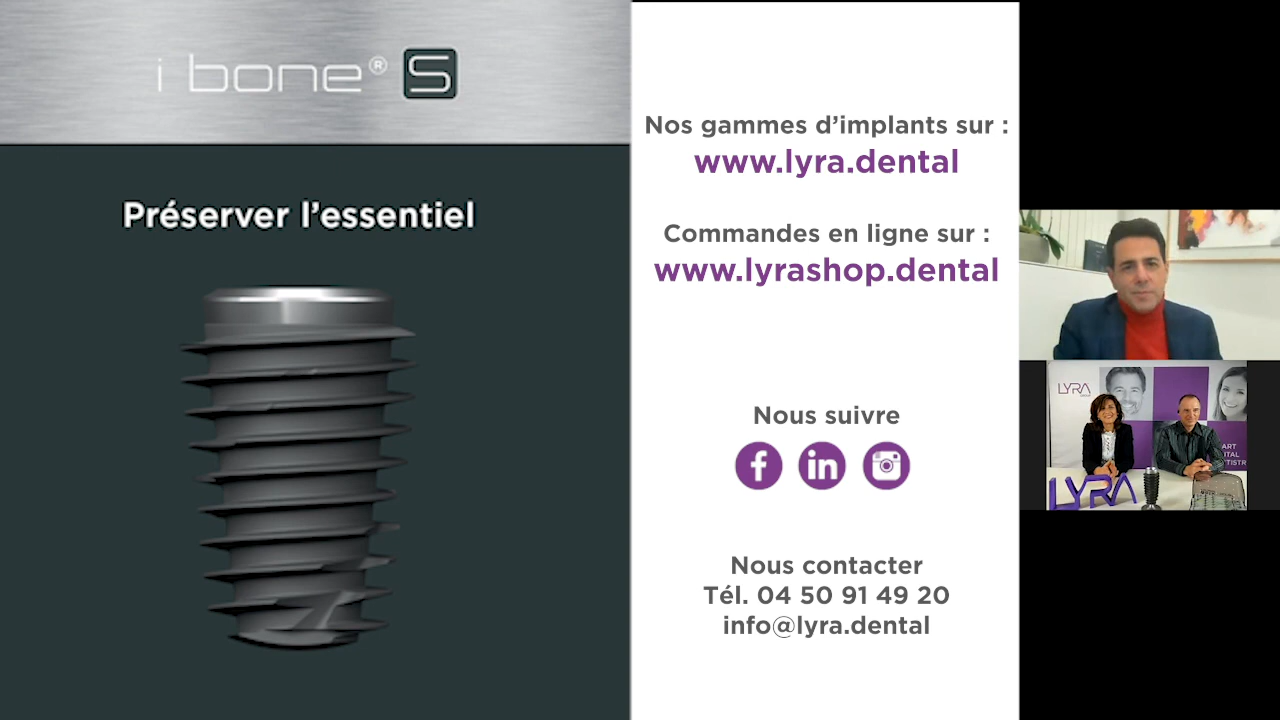 i bone® S
Préserver l’essentiel
Nos gammes d’implants sur :
www.lyra.dental
Commandes en ligne sur :
www.lyrashop.dental
Nous suivre
f in
Nous contacter
Tél. 04 50 91 49 20
info@lyra.dental
LYRA
LYRA